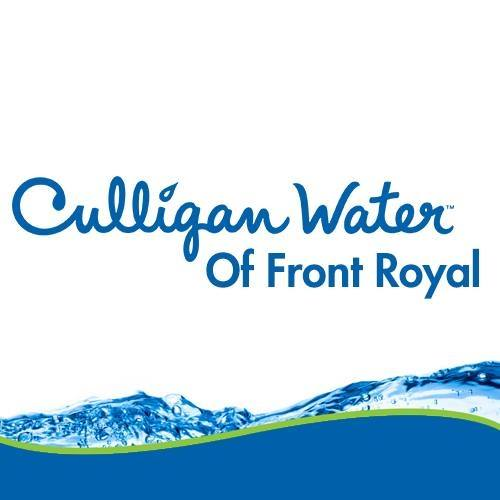 Culligan Water™
Of Front Royal